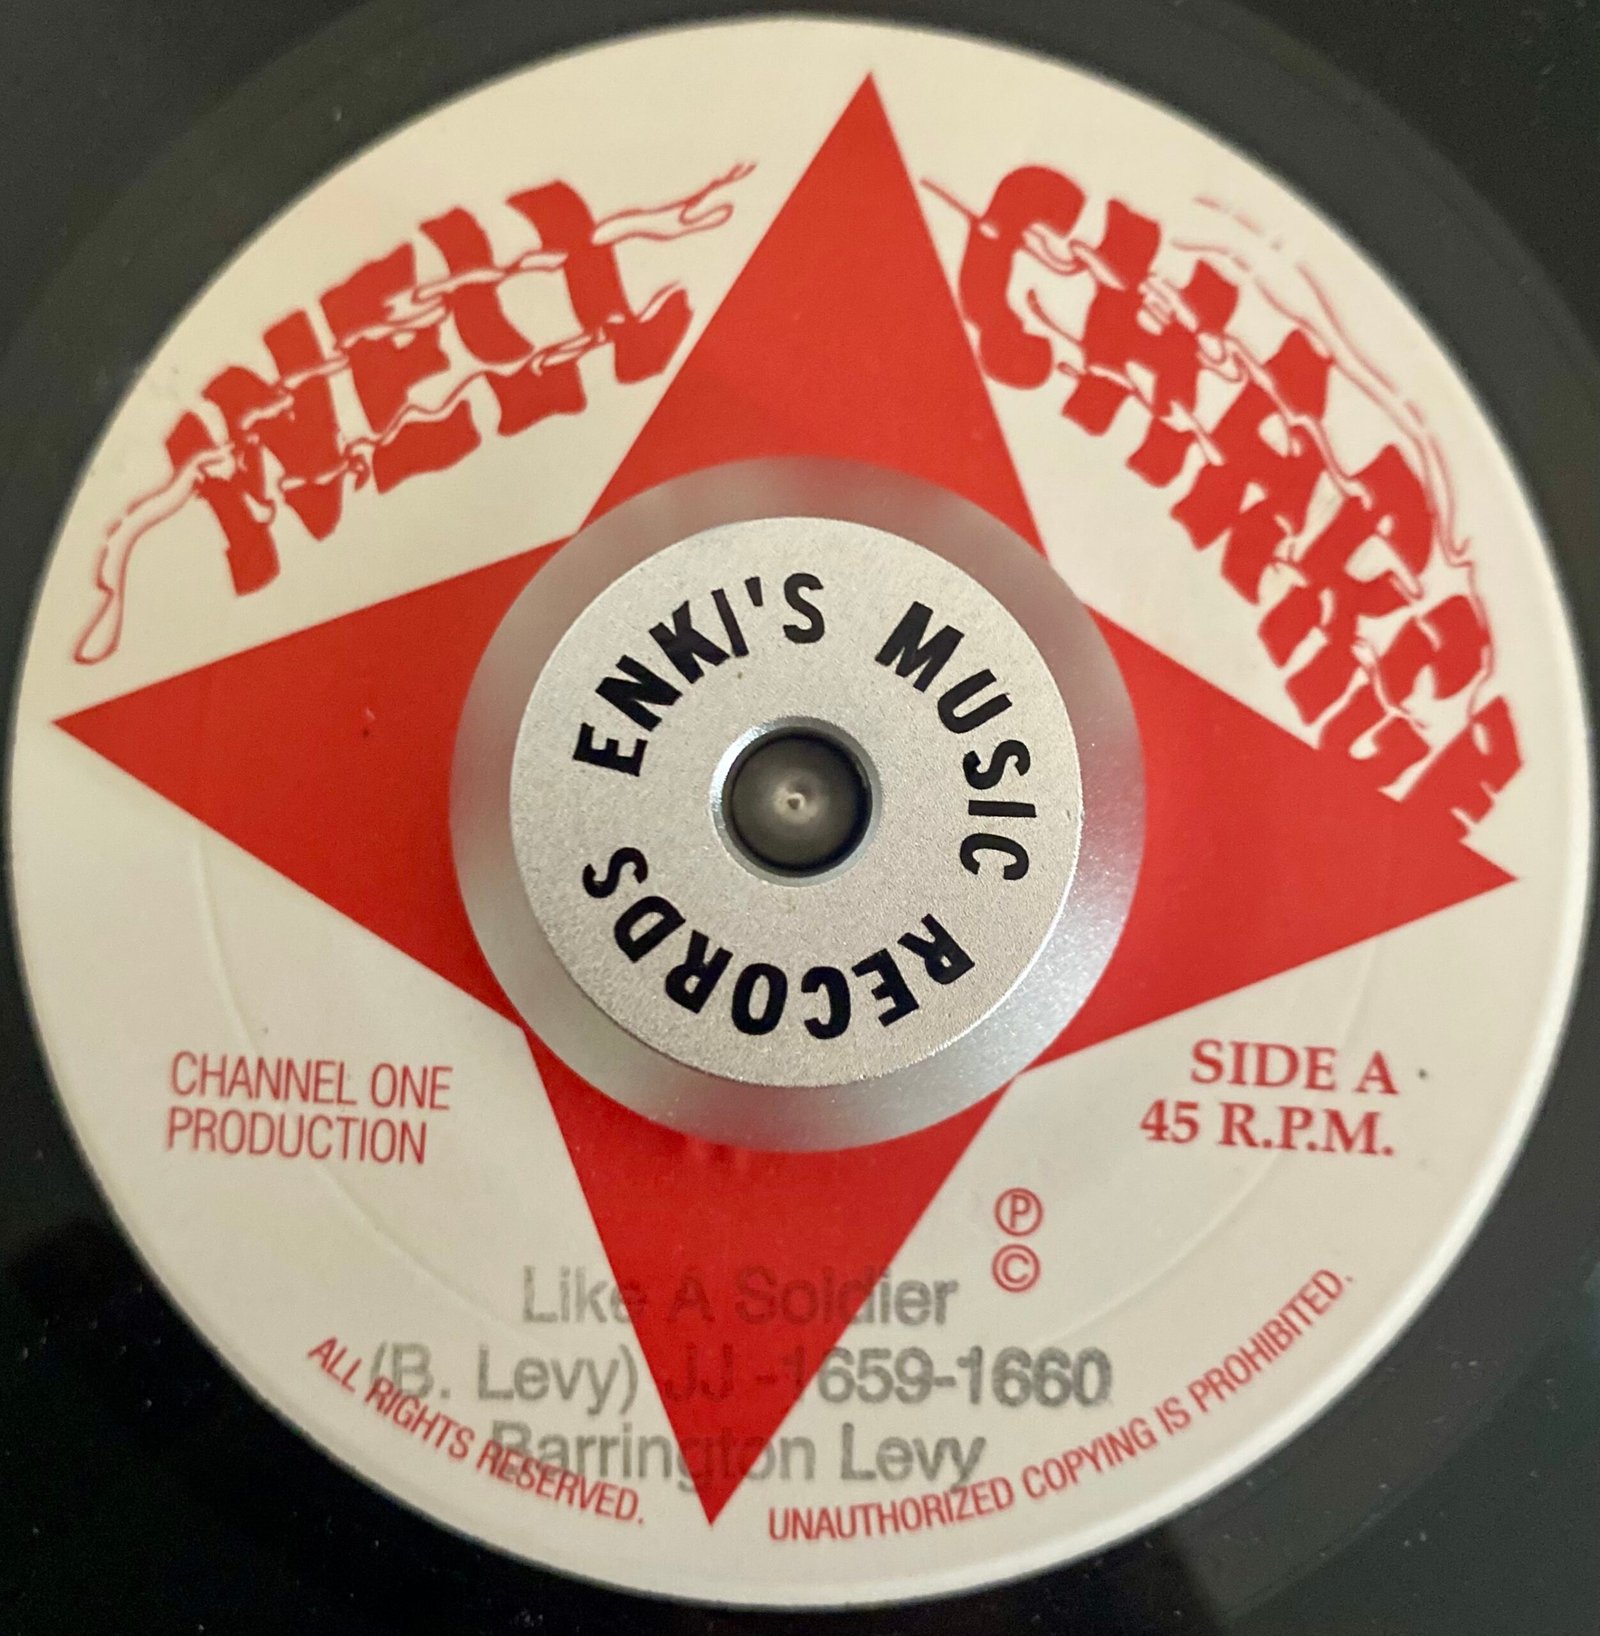 WELL CHARGE
ENKI'S MUSIC RECORDS
CHANNEL ONE
PRODUCTION
SIDE A
45 R.P.M.
Ⓟ
©
Like A Soldier
(B. Levy) JJ -1659-1660
Barrington Levy
ALL RIGHTS RESERVED.
UNAUTHORIZED COPYING IS PROHIBITED.